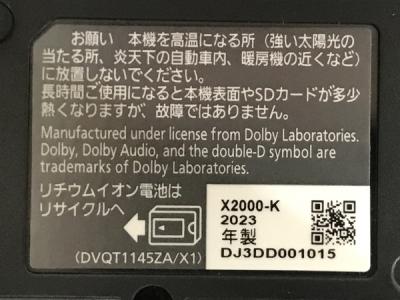 お願い 本機を高温になる所（強い太陽光の
当たる所、炎天下の自動車内、暖房機の近くなど）
に放置しないでください。
長時間ご使用になると本機表面やSDカードが多少
熱くなりますが、故障ではありません。
Manufactured under license from Dolby Laboratories.
Dolby, Dolby Audio, and the double-D symbol are
trademarks of Dolby Laboratories.
リチウムイオン電池は
リサイクルへ
(DVQT1145ZA/X1)
X2000-K
2023
年製
DJ3DD001015